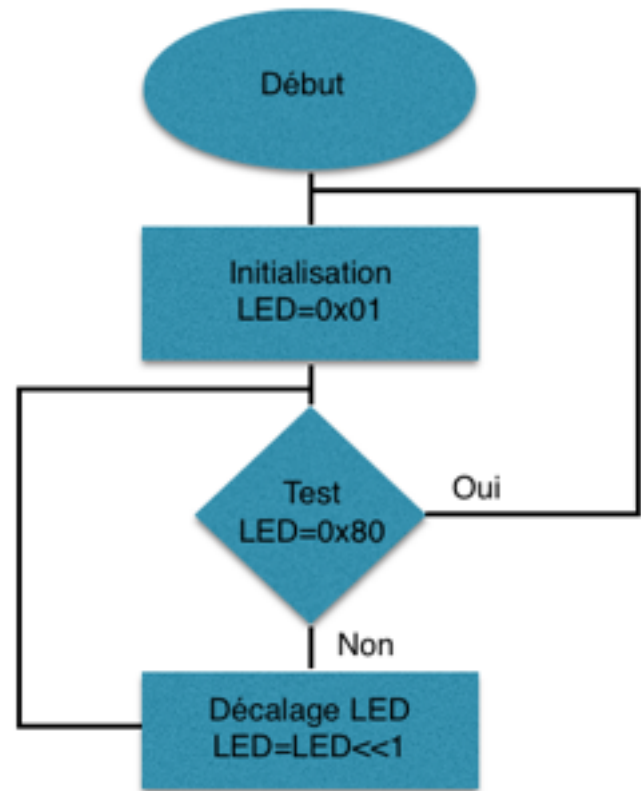 Début
Initialisation
LED=0x01
Test
LED=0x80
Oui
Non
Décalage LED
LED=LED<<1